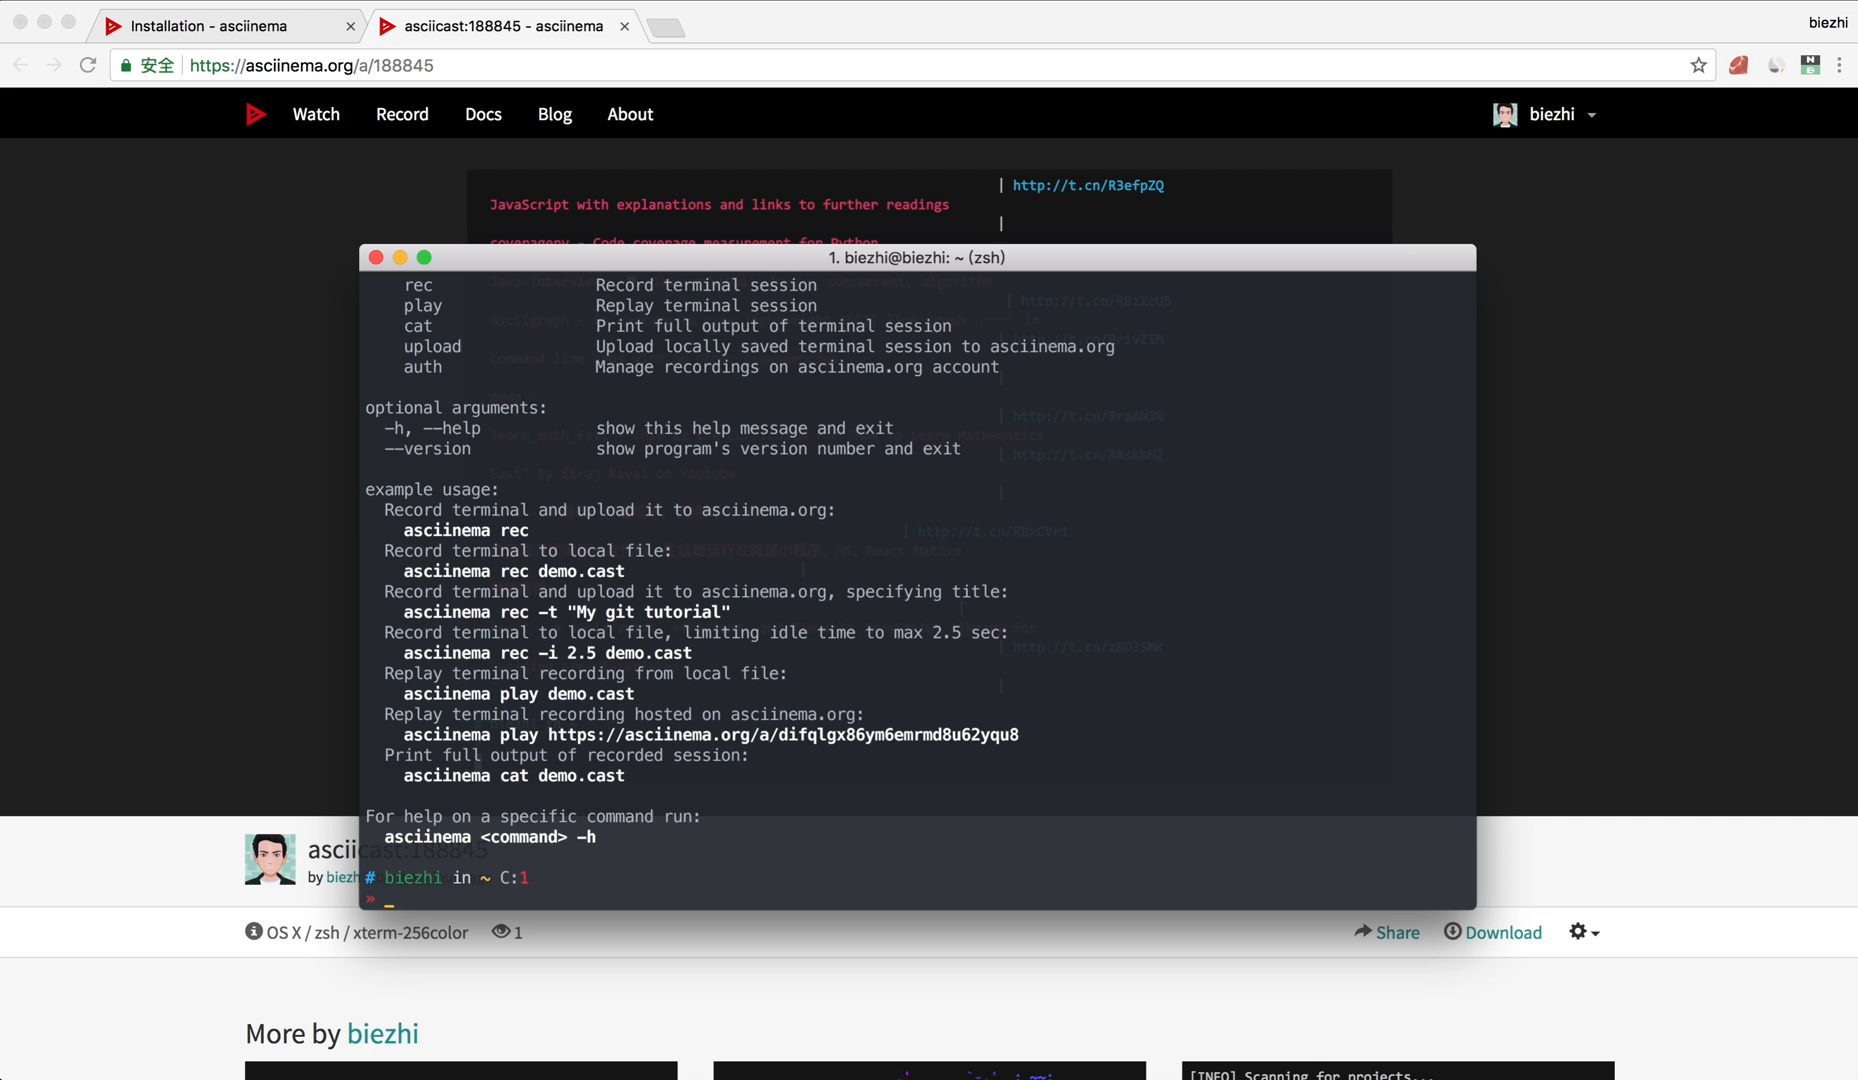 Installation - asciinema
asciicast:188845 - asciinema
biezhi
安全 https://asciinema.org/a/188845
Watch Record Docs Blog About
biezhi
| http://t.cn/R3efpZQ
JavaScript with explanations and links to further readings
|
coveragepy - Code coverage measurement for Python
1. biezhi@biezhi: ~ (zsh)
rec Record terminal session
play Replay terminal session
cat Print full output of terminal session
upload Upload locally saved terminal session to asciinema.org
auth Manage recordings on asciinema.org account
optional arguments:
-h, --help show this help message and exit
--version show program's version number and exit
example usage:
Record terminal and upload it to asciinema.org:
asciinema rec
Record terminal to local file:
asciinema rec demo.cast
Record terminal and upload it to asciinema.org, specifying title:
asciinema rec -t "My git tutorial"
Record terminal to local file, limiting idle time to max 2.5 sec:
asciinema rec -i 2.5 demo.cast
Replay terminal recording from local file:
asciinema play demo.cast
Replay terminal recording hosted on asciinema.org:
asciinema play https://asciinema.org/a/difqlgx86ym6emrmd8u62yqu8
Print full output of recorded session:
asciinema cat demo.cast
For help on a specific command run:
asciinema <command> -h
# biezhi in ~ C:1
» _
asciicast:188845
by biezh
OS X / zsh / xterm-256color 1
Share Download
More by biezhi
[INFO] Scanning for projects...